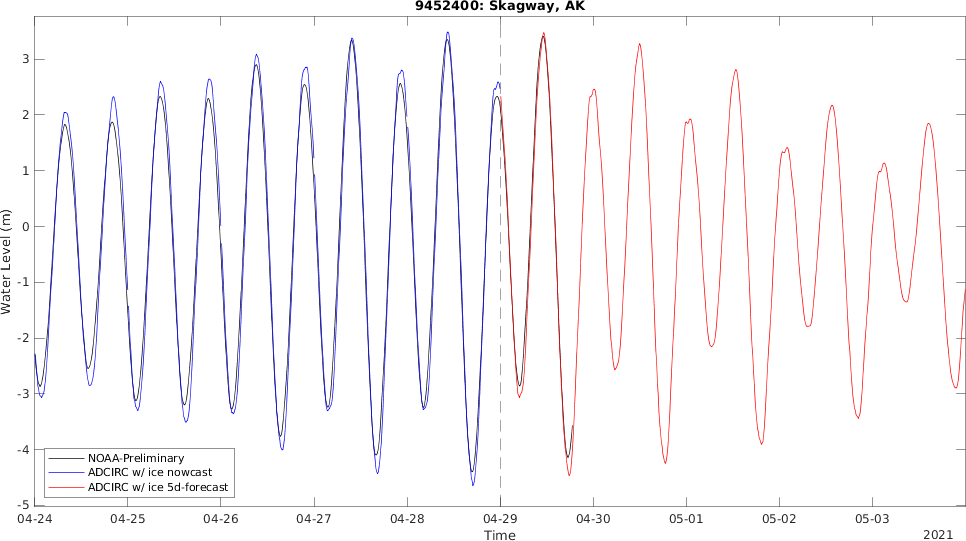 9452400: Skagway, AK
Water Level (m)
3
2
1
0
-1
-2
-3
-4
-5
NOAA-Preliminary
ADCIRC w/ ice nowcast
ADCIRC w/ ice 5d-forecast
04-24 04-25 04-26 04-27 04-28 04-29 04-30 05-01 05-02 05-03
Time
2021